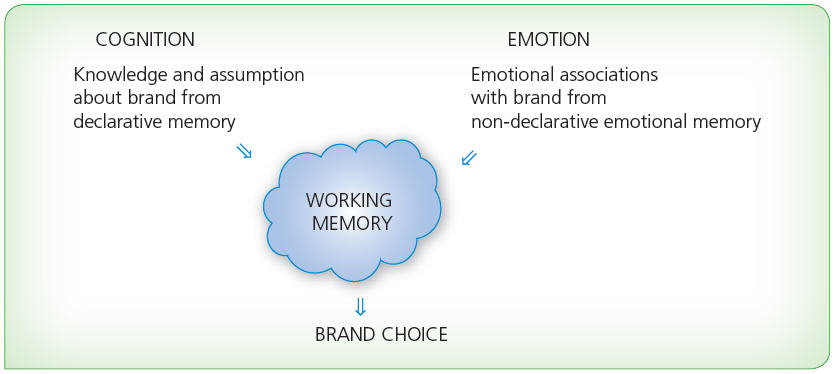 COGNITION
Knowledge and assumption
about brand from
declarative memory
EMOTION
Emotional associations
with brand from
non-declarative emotional memory
WORKING
MEMORY
BRAND CHOICE